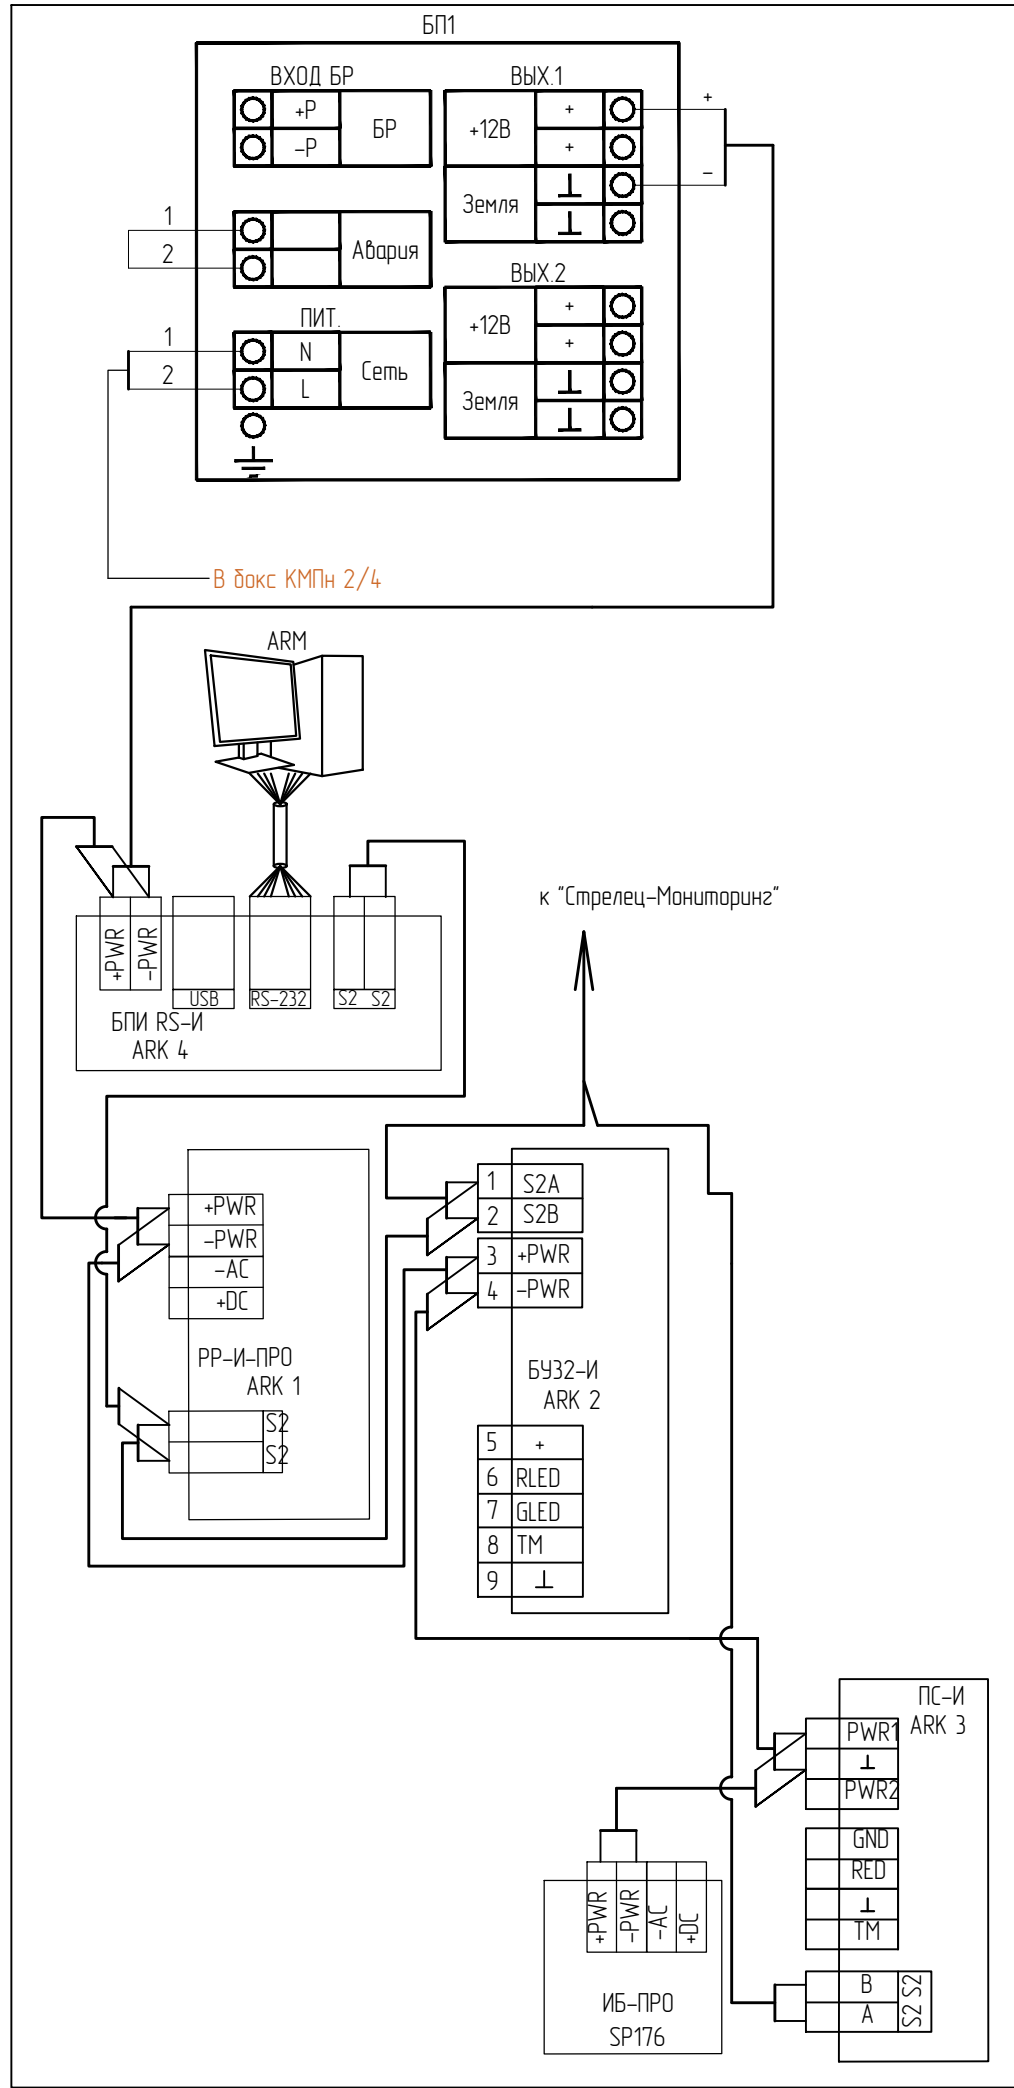 БП1
ВХОД БР
+Р
-Р
БР
1
2
Авария
ПИТ.
1
2
N
L
Сеть
ВЫХ.1
+12В
+
+
Земля
⊥
⊥
+
-
ВЫХ.2
+12В
+
+
Земля
⊥
⊥
В бокс КМПн 2/4
ARM
+PWR
-PWR
USB
RS-232
S2 S2
БПИ RS-И
ARK 4
к "Стрелец-Мониторинг"
+PWR
-PWR
-AC
+DC
РР-И-ПРО
ARK 1
S2
S2
1 S2A
2 S2B
3 +PWR
4 -PWR
БУЗ2-И
ARK 2
5 +
6 RLED
7 GLED
8 TM
9 ⊥
ПС-И
ARK 3
PWR1
⊥
PWR2
GND
RED
⊥
TM
B S2
A S2
+PWR
-PWR
-AC
+DC
ИБ-ПРО
SP176